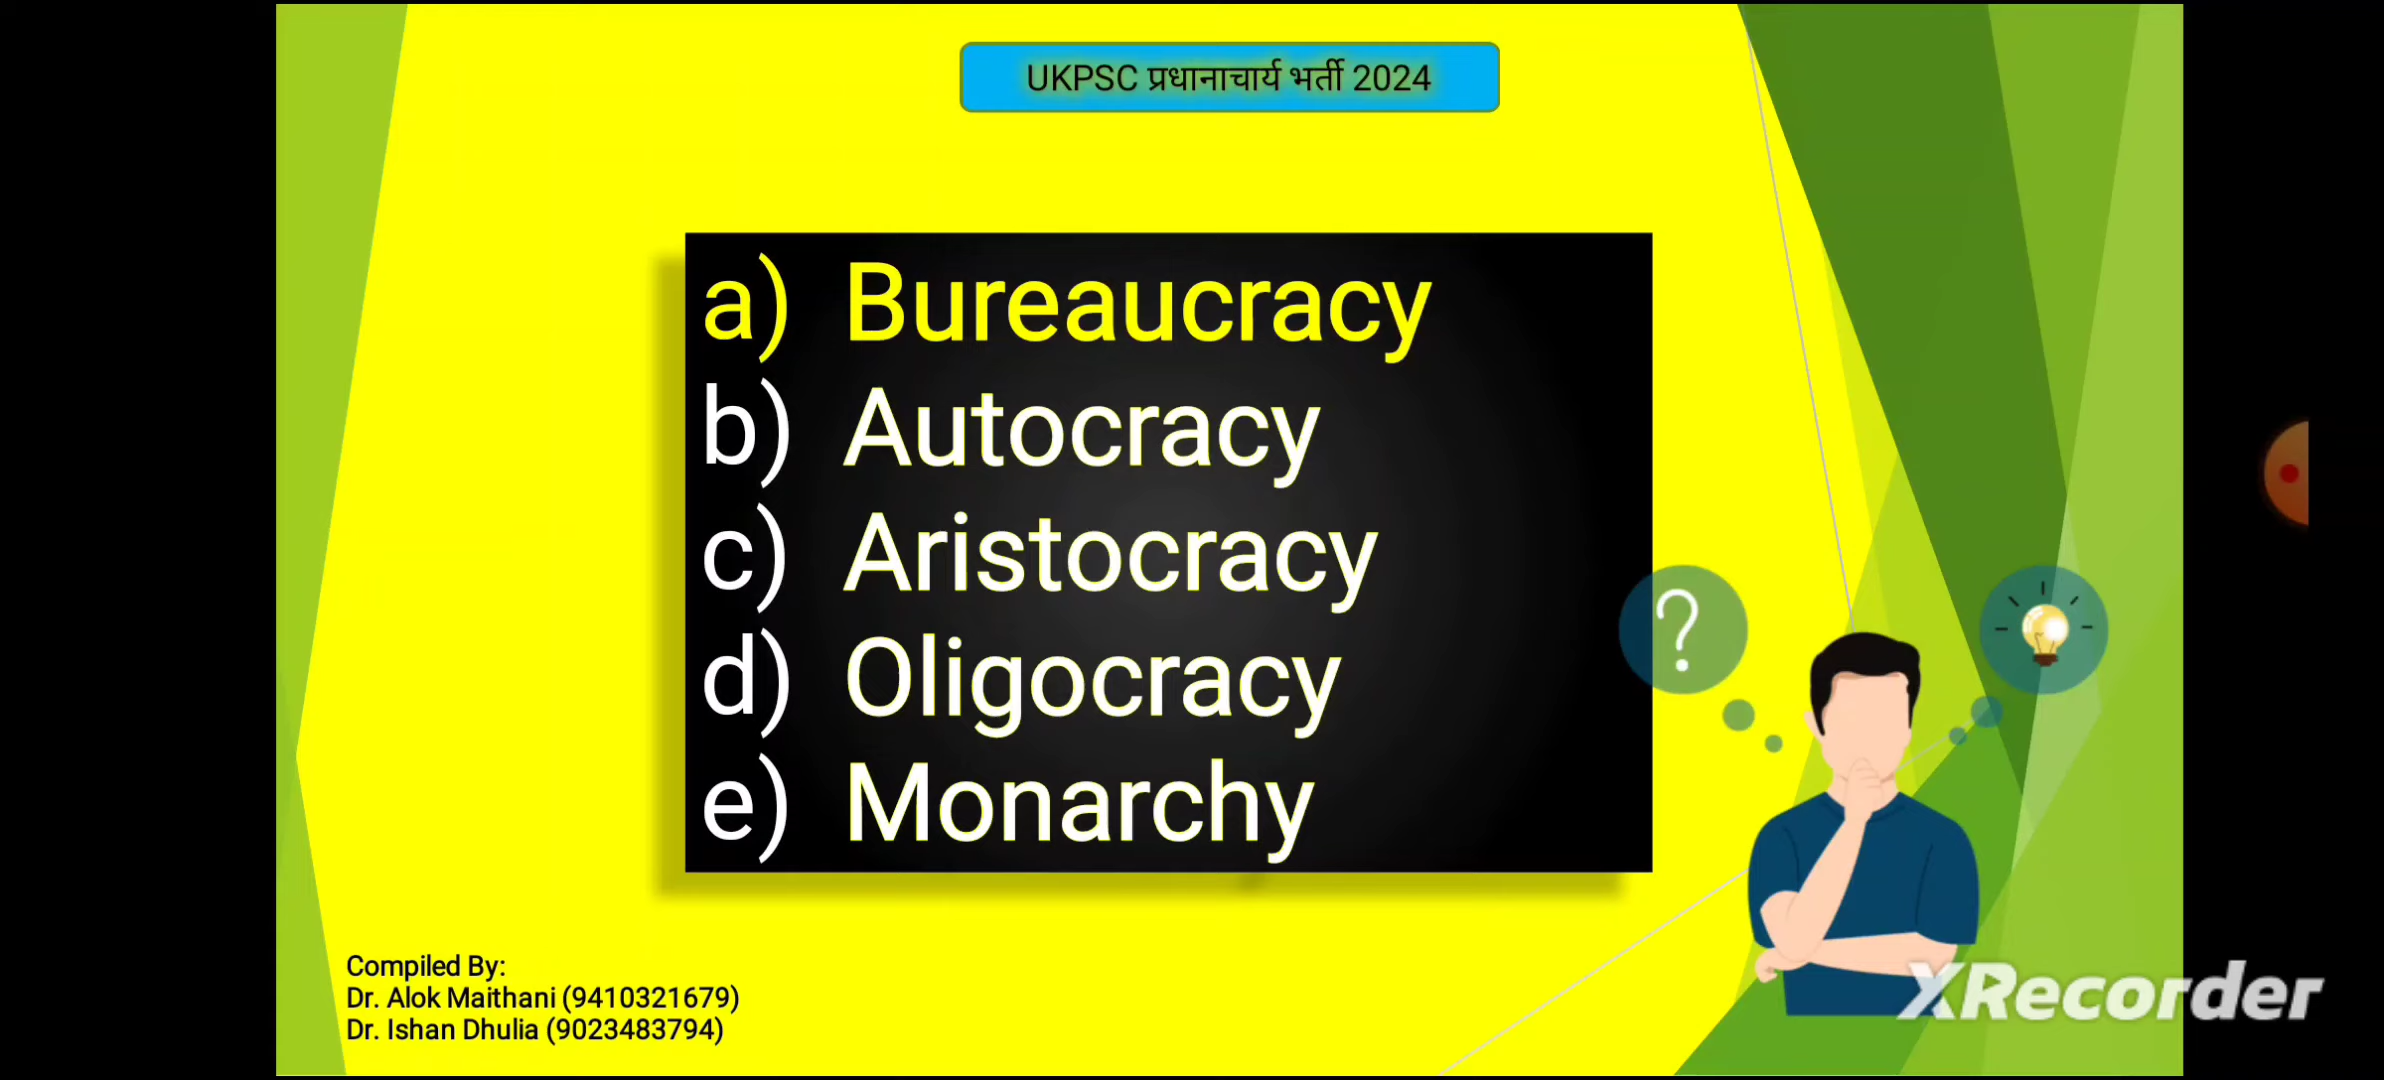 UKPSC प्रधानाचार्य भर्ती 2024
a) Bureaucracy
b) Autocracy
c) Aristocracy
d) Oligocracy
e) Monarchy
?
Compiled By:
Dr. Alok Maithani (9410321679)
Dr. Ishan Dhulia (9023483794)
XRecorder